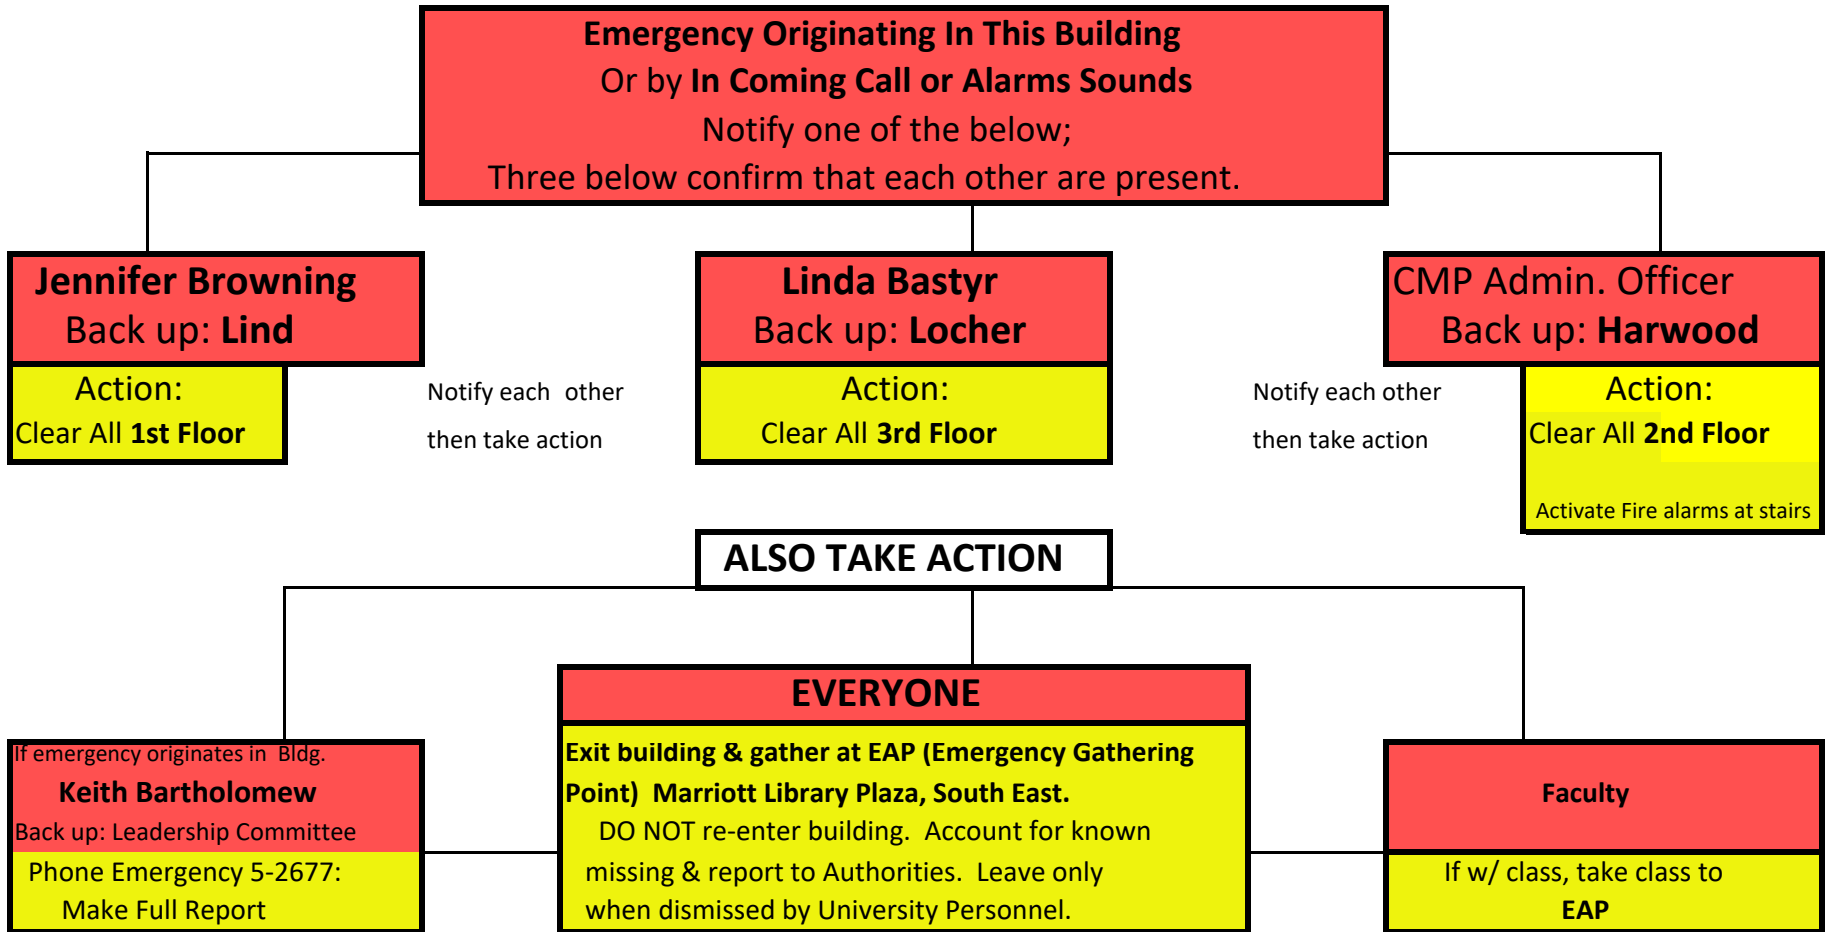 Emergency Originating In This Building
Or by In Coming Call or Alarms Sounds
Notify one of the below;
Three below confirm that each other are present.
Jennifer Browning
Back up: Lind
Action:
Clear All 1st Floor
Notify each other
then take action
Linda Bastyr
Back up: Locher
Action:
Clear All 3rd Floor
Notify each other
then take action
CMP Admin. Officer
Back up: Harwood
Action:
Clear All 2nd Floor
Activate Fire alarms at stairs
ALSO TAKE ACTION
If emergency originates in Bldg.
Keith Bartholomew
Back up: Leadership Committee
Phone Emergency 5-2677:
Make Full Report
EVERYONE
Exit building & gather at EAP (Emergency Gathering
Point) Marriott Library Plaza, South East.
DO NOT re-enter building. Account for known
missing & report to Authorities. Leave only
when dismissed by University Personnel.
Faculty
If w/ class, take class to
EAP